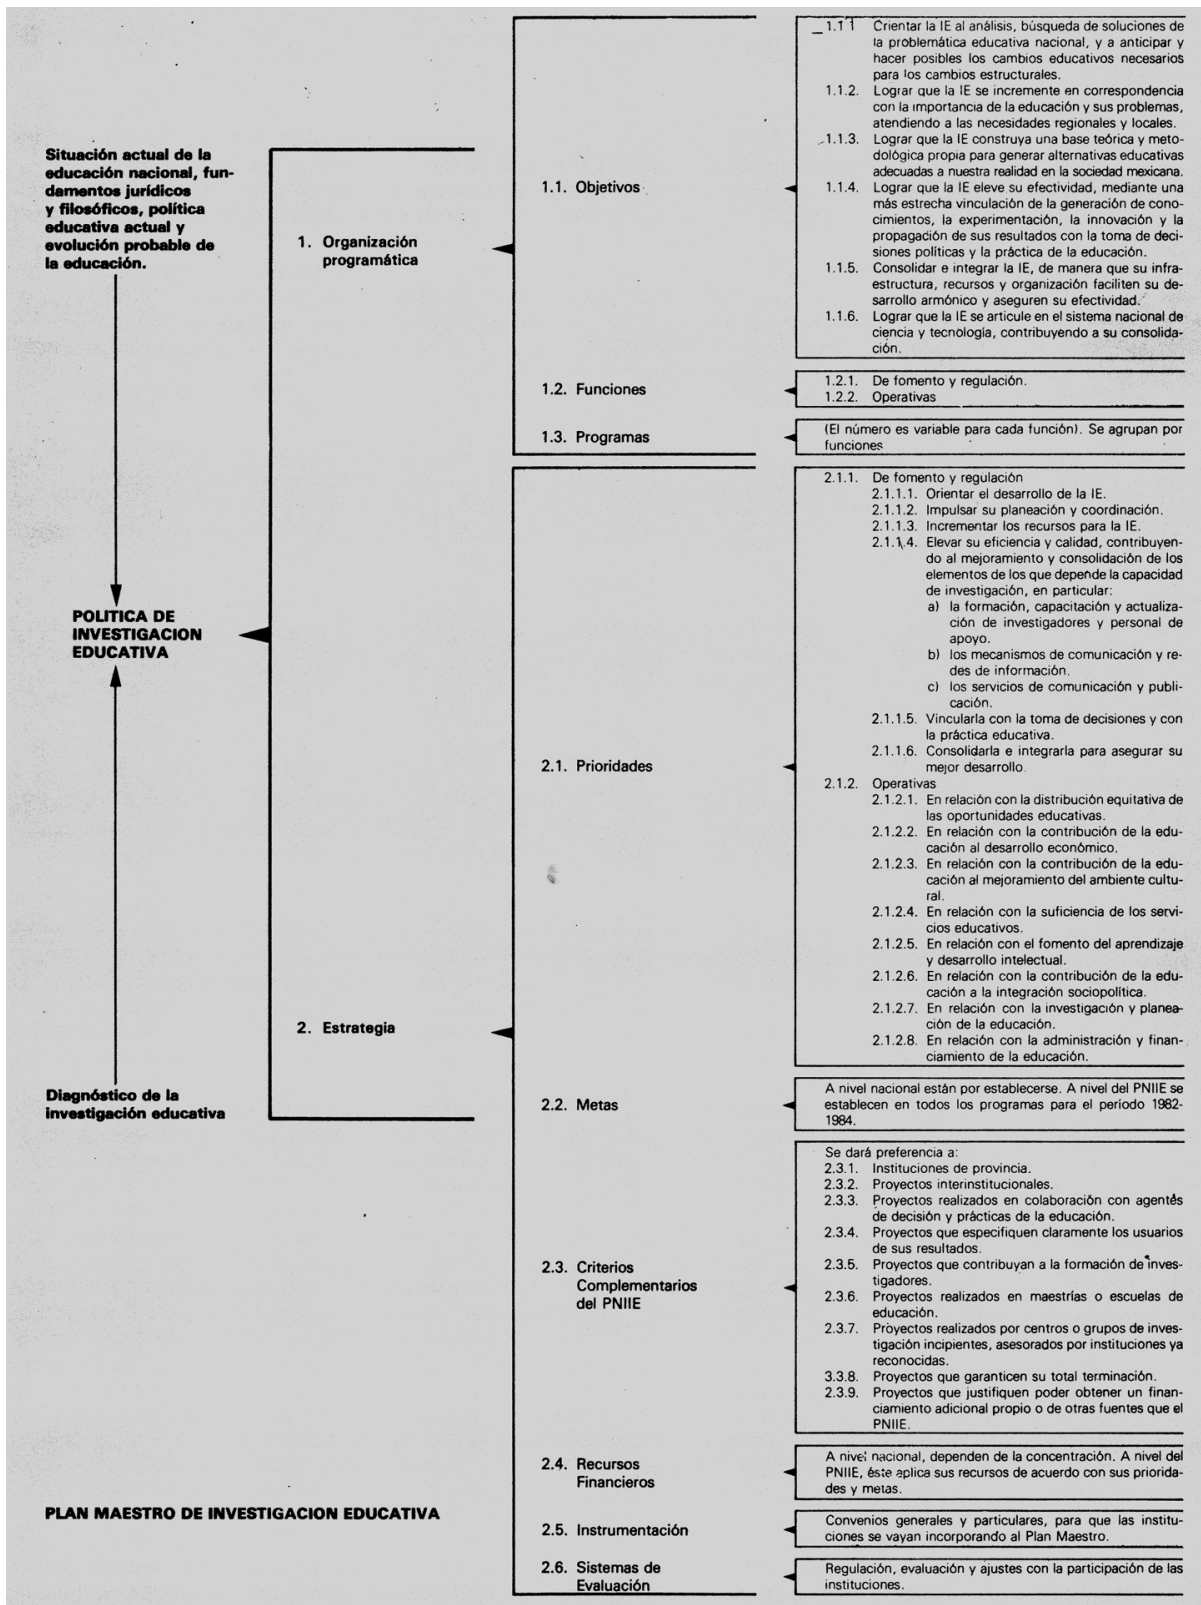 Situación actual de la
educación nacional, fun-
damentos jurídicos
y filosóficos, política
educativa actual y
evolución probable de
la educación.
POLITICA DE
INVESTIGACION
EDUCATIVA
Diagnóstico de la
investigación educativa
PLAN MAESTRO DE INVESTIGACION EDUCATIVA
1. Organización
programática
2. Estrategia
1.1. Objetivos
1.1 1 Crientar la IE al análisis, búsqueda de soluciones de
la problemática educativa nacional, y a anticipar y
hacer posibles los cambios educativos necesarios
para los cambios estructurales.
1.1.2. Lograr que la IE se incremente en correspondencia
con la importancia de la educación y sus problemas,
atendiendo a las necesidades regionales y locales.
1.1.3. Lograr que la IE construya una base teórica y meto-
dológica propia para generar alternativas educativas
adecuadas a nuestra realidad en la sociedad mexicana.
1.1.4. Lograr que la IE eleve su efectividad, mediante una
más estrecha vinculación de la generación de cono-
cimientos, la experimentación, la innovación y la
propagación de sus resultados con la toma de deci-
siones políticas y la práctica de la educación.
1.1.5. Consolidar e integrar la IE, de manera que su infra-
estructura, recursos y organización faciliten su de-
sarrollo armónico y aseguren su efectividad.
1.1.6. Lograr que la IE se articule en el sistema nacional de
ciencia y tecnología, contribuyendo a su consolida-
ción.
1.2. Funciones
1.2.1. De fomento y regulación.
1.2.2. Operativas
1.3. Programas
(El número es variable para cada función). Se agrupan por
funciones
2.1. Prioridades
2.1.1. De fomento y regulación
2.1.1.1. Orientar el desarrollo de la IE.
2.1.1.2. Impulsar su planeación y coordinación.
2.1.1.3. Incrementar los recursos para la IE.
2.1.1.4. Elevar su eficiencia y calidad, contribuyen-
do al mejoramiento y consolidación de los
elementos de los que depende la capacidad
de investigación, en particular:
a) la formación, capacitación y actualiza-
ción de investigadores y personal de
apoyo.
b) los mecanismos de comunicación y re-
des de información.
c) los servicios de comunicación y publi-
cación.
2.1.1.5. Vincularla con la toma de decisiones y con
la práctica educativa.
2.1.1.6. Consolidarla e integrarla para asegurar su
mejor desarrollo.
2.1.2. Operativas
2.1.2.1. En relación con la distribución equitativa de
las oportunidades educativas.
2.1.2.2. En relación con la contribución de la edu-
cación al desarrollo económico.
2.1.2.3. En relación con la contribución de la edu-
cación al mejoramiento del ambiente cultu-
ral.
2.1.2.4. En relación con la suficiencia de los servi-
cios educativos.
2.1.2.5. En relación con el fomento del aprendizaje
y desarrollo intelectual.
2.1.2.6. En relación con la contribución de la edu-
cación a la integración sociopolítica.
2.1.2.7. En relación con la investigación y planea-
ción de la educación.
2.1.2.8. En relación con la administración y finan-
ciamiento de la educación.
2.2. Metas
A nivel nacional están por establecerse. A nivel del PNIIE se
establecen en todos los programas para el período 1982-
1984.
2.3. Criterios
Complementarios
del PNIIE
Se dará preferencia a:
2.3.1. Instituciones de provincia.
2.3.2. Proyectos interinstitucionales.
2.3.3. Proyectos realizados en colaboración con agentes
de decisión y prácticas de la educación.
2.3.4. Proyectos que especifiquen claramente los usuarios
de sus resultados.
2.3.5. Proyectos que contribuyan a la formación de inves-
tigadores.
2.3.6. Proyectos realizados en maestrías o escuelas de
educación.
2.3.7. Proyectos realizados por centros o grupos de inves-
tigación incipientes, asesorados por instituciones ya
reconocidas.
3.3.8. Proyectos que garanticen su total terminación.
2.3.9. Proyectos que justifiquen poder obtener un finan-
ciamiento adicional propio o de otras fuentes que el
PNIIE.
2.4. Recursos
Financieros
A nivel nacional, dependen de la concentración. A nivel del
PNIIE, éste aplica sus recursos de acuerdo con sus priorida-
des y metas.
2.5. Instrumentación
Convenios generales y particulares, para que las institu-
ciones se vayan incorporando al Plan Maestro.
2.6. Sistemas de
Evaluación
Regulación, evaluación y ajustes con la participación de las
instituciones.